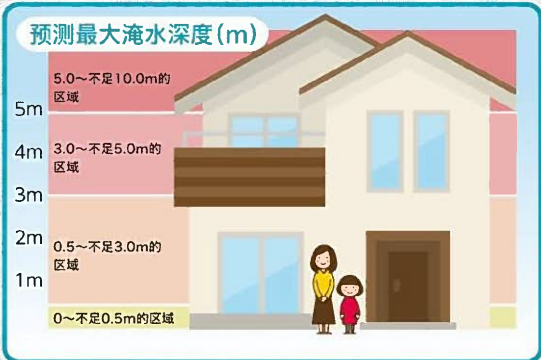 预测最大淹水深度(m)
5.0～不足10.0m的
区域
5m
3.0～不足5.0m的
区域
4m
3m
0.5～不足3.0m的
区域
2m
1m
0～不足0.5m的区域